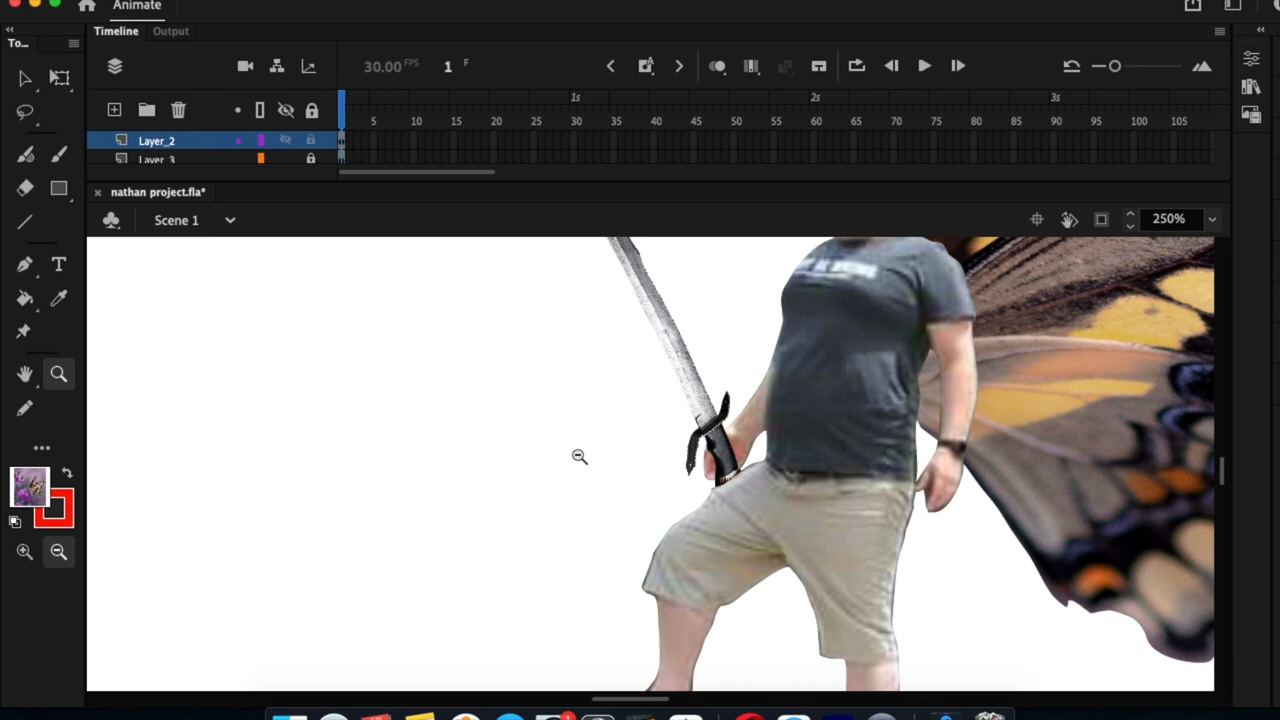 Animate
Timeline Output
To...
30.00 FPS 1 F
1s 2s 3s
5 10 15 20 25 30 35 40 45 50 55 60 65 70 75 80 85 90 95 100 105
Layer_2
Layer_3
nathan project.fla*
Scene 1
250%
T
1